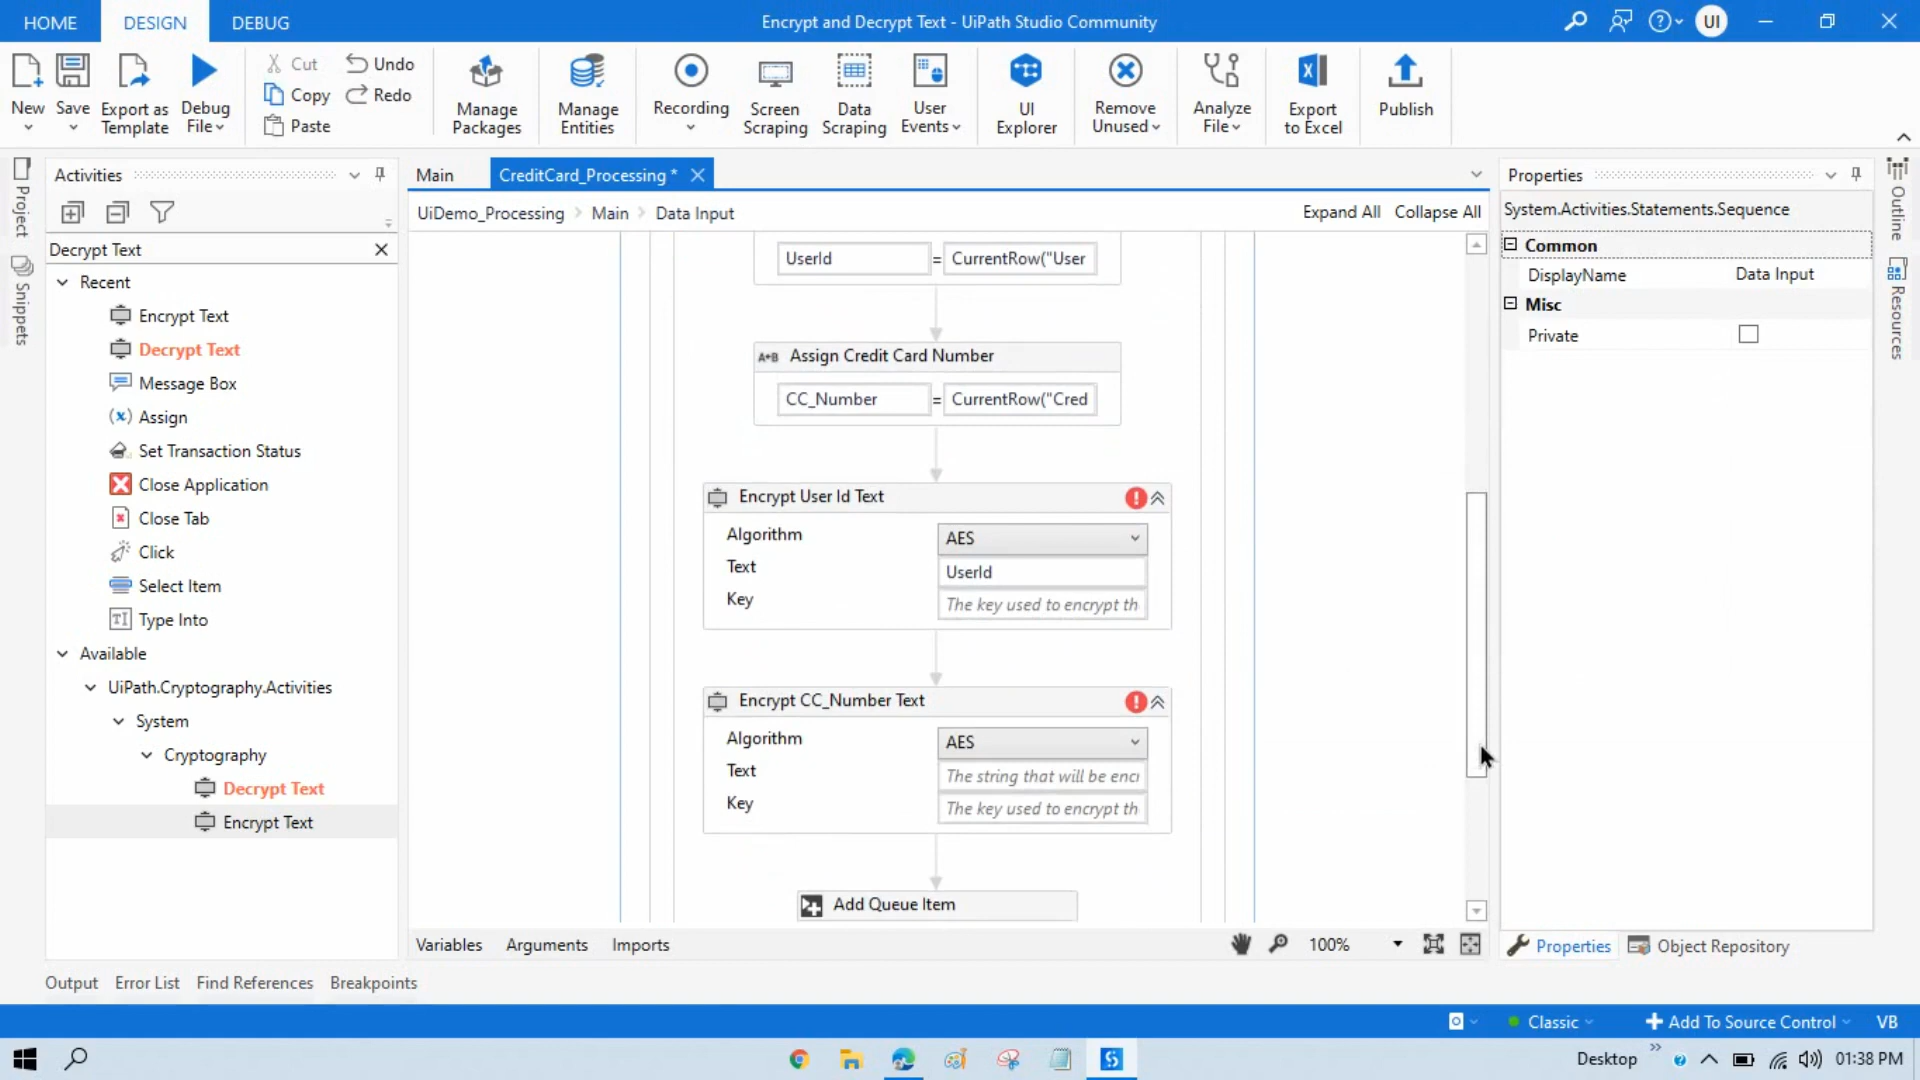 HOME DESIGN DEBUG Encrypt and Decrypt Text - UiPath Studio Community UI
New
Save
Export as
Template
Debug
File
Cut
Copy
Paste
Undo
Redo
Manage
Packages
Manage
Entities
Recording
Screen
Scraping
Data
Scraping
User
Events
UI
Explorer
Remove
Unused
Analyze
File
Export
to Excel
Publish
Project
Snippets
Activities
Decrypt Text
Recent
Encrypt Text
Decrypt Text
Message Box
Assign
Set Transaction Status
Close Application
Close Tab
Click
Select Item
Type Into
Available
UiPath.Cryptography.Activities
System
Cryptography
Decrypt Text
Encrypt Text
Main CreditCard_Processing *
UiDemo_Processing Main Data Input Expand All Collapse All
UserId = CurrentRow("User
A+B Assign Credit Card Number
CC_Number = CurrentRow("Cred
Encrypt User Id Text
Algorithm AES
Text UserId
Key The key used to encrypt th
Encrypt CC_Number Text
Algorithm AES
Text The string that will be encr
Key The key used to encrypt th
Add Queue Item
Variables Arguments Imports 100%
Properties
System.Activities.Statements.Sequence
Common
DisplayName Data Input
Misc
Private
Properties Object Repository
Outline
Resources
Output Error List Find References Breakpoints
Classic Add To Source Control VB
Desktop 01:38 PM